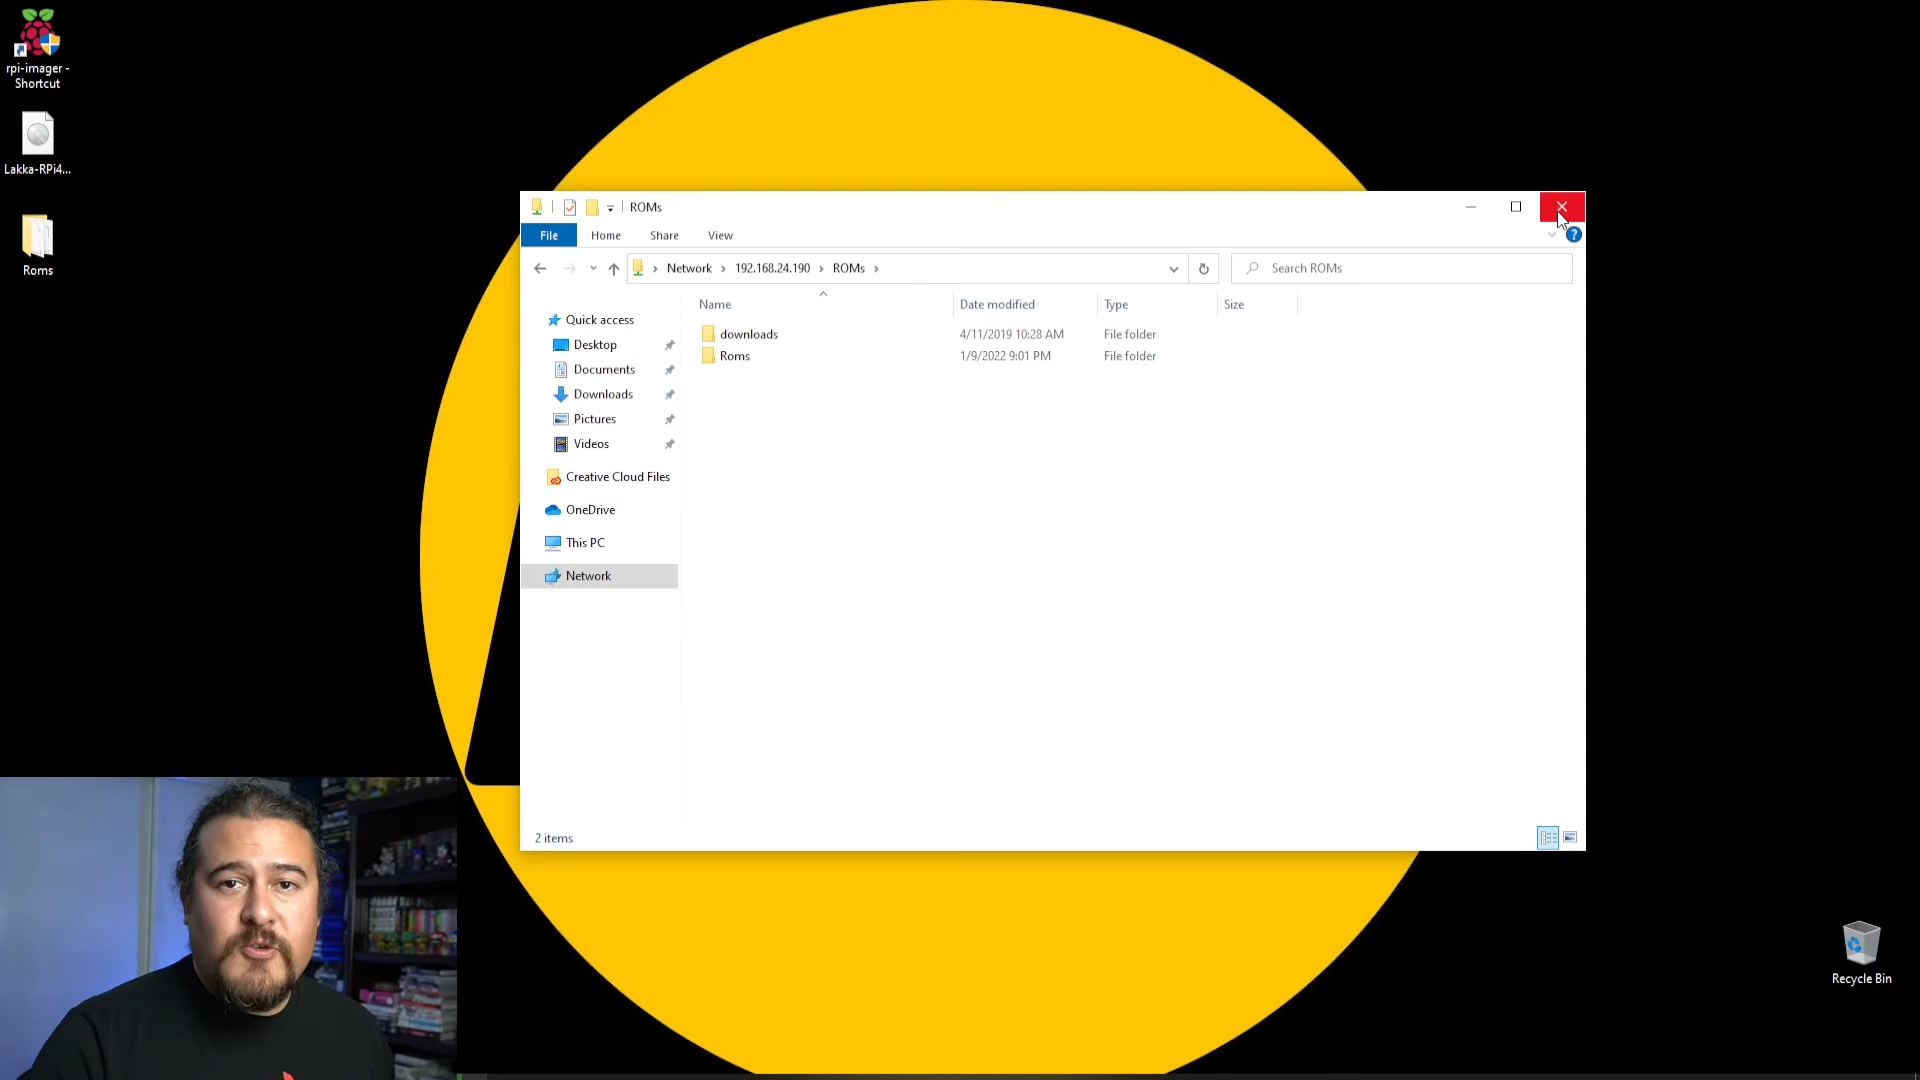 rpi-imager -
Shortcut
Lakka-RPi4...
Roms
ROMs
File Home Share View
Network 192.168.24.190 ROMs
Search ROMs
Name Date modified Type Size
downloads 4/11/2019 10:28 AM File folder
Roms 1/9/2022 9:01 PM File folder
Quick access
Desktop
Documents
Downloads
Pictures
Videos
Creative Cloud Files
OneDrive
This PC
Network
2 items
Recycle Bin